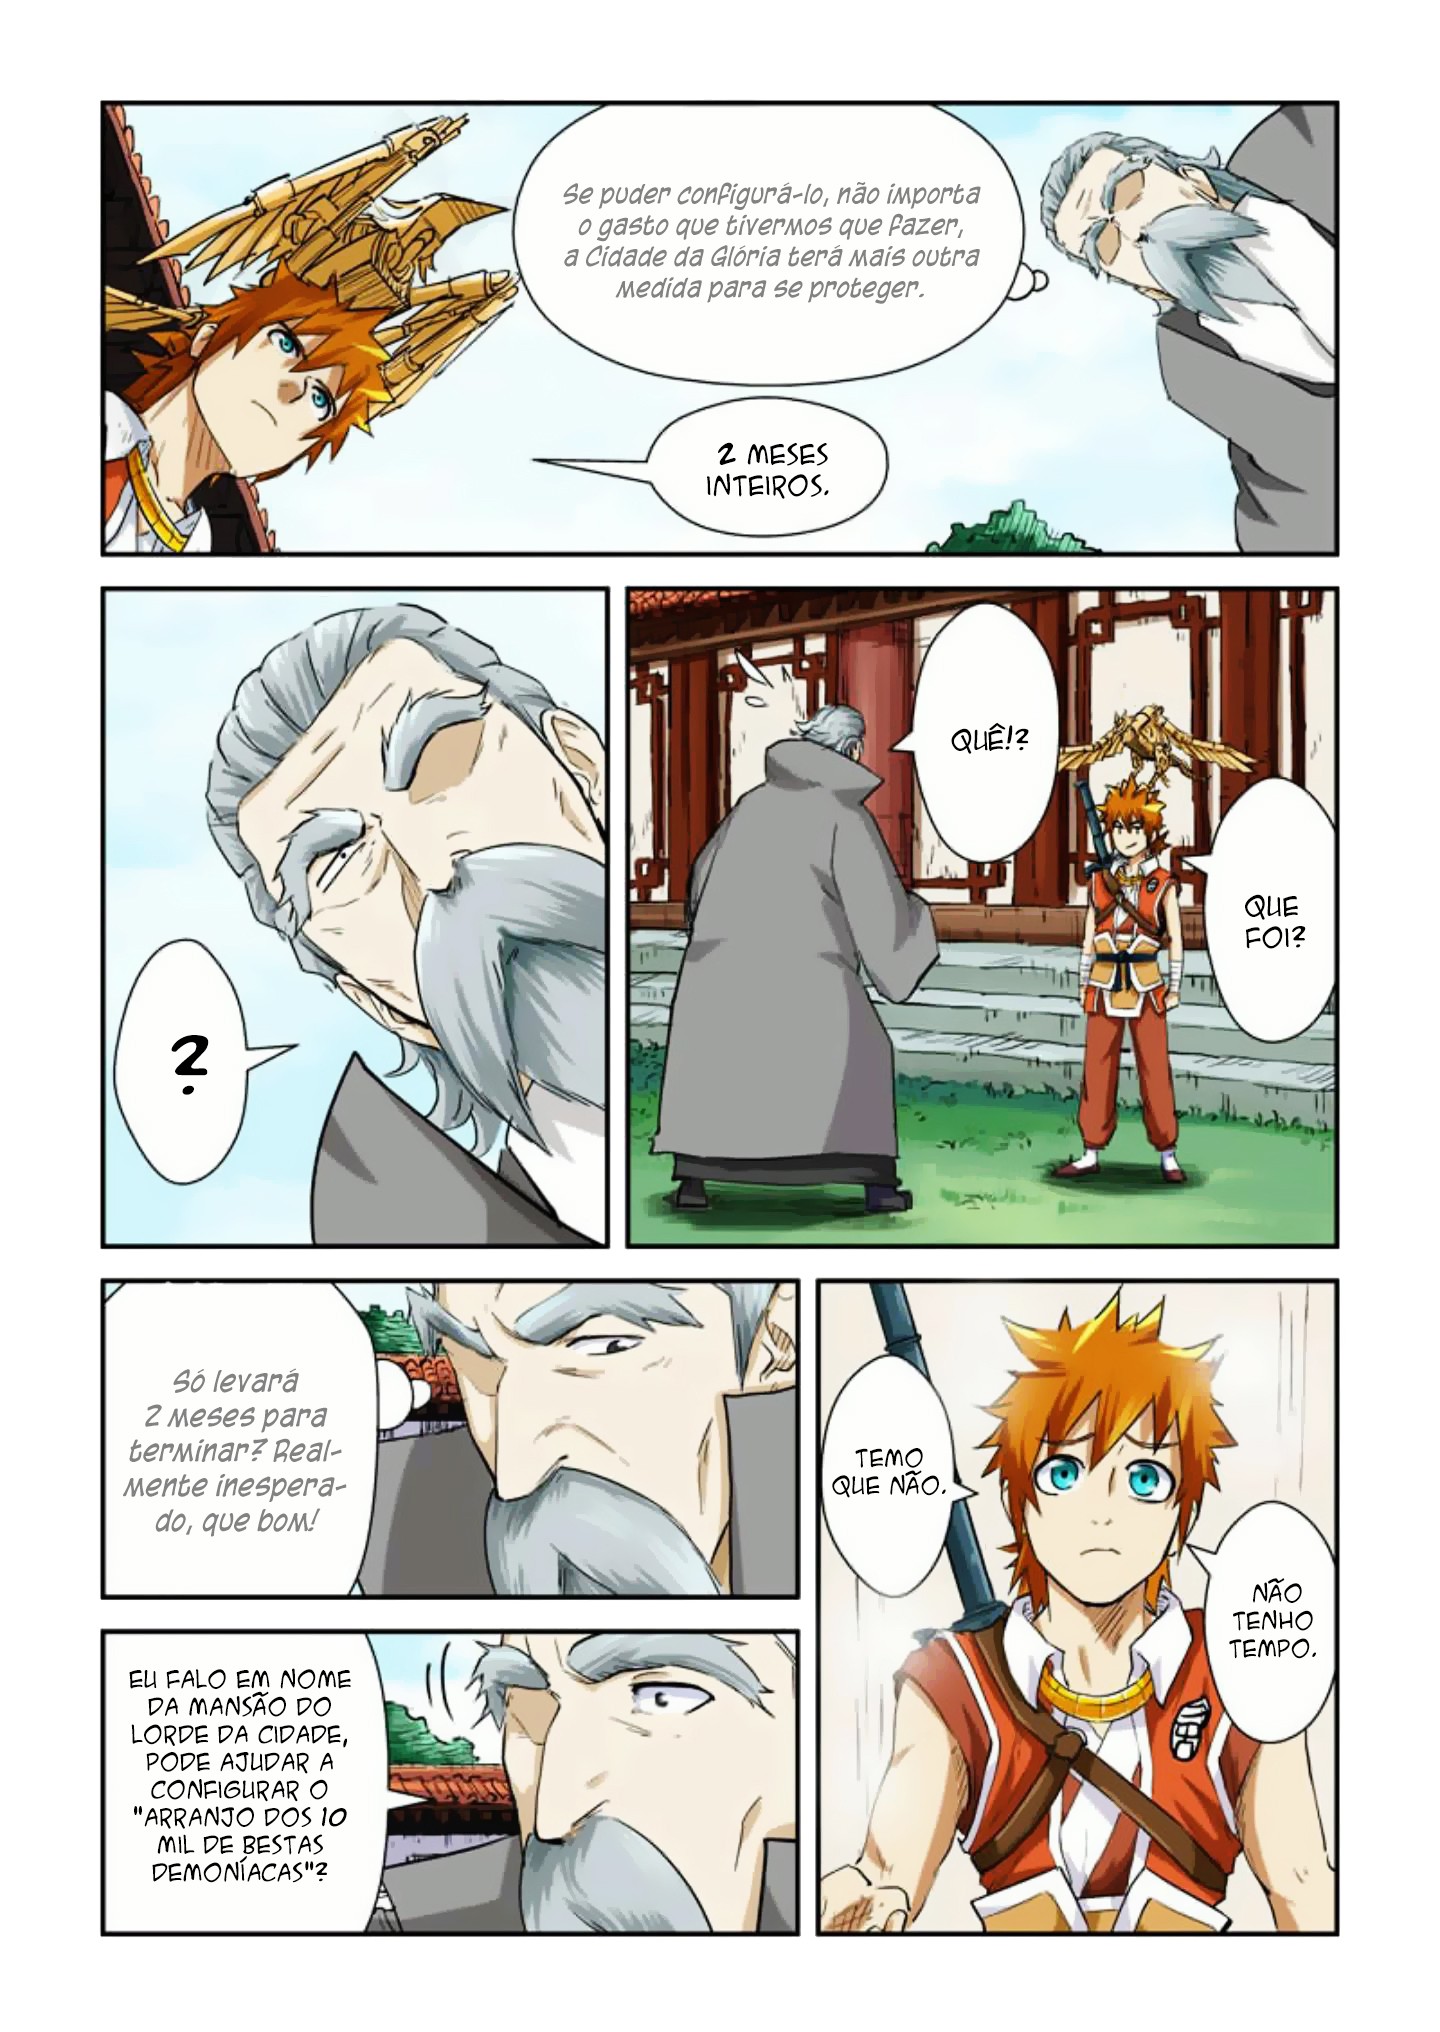 Se puder configurá-lo, não importa
o gasto que tivermos que fazer,
a Cidade da Glória terá mais outra
medida para se proteger.
2 MESES
INTEIROS.
?
QUÊ!?
QUE
FOI?
Só levará
2 meses para
terminar? Real-
mente inespera-
do, que bom!
EU FALO EM NOME
DA MANSÃO DO
LORDE DA CIDADE,
PODE AJUDAR A
CONFIGURAR O
"ARRANJO DOS 10
MIL DE BESTAS
DEMONÍACAS"?
TEMO
QUE NÃO.
NÃO
TENHO
TEMPO.